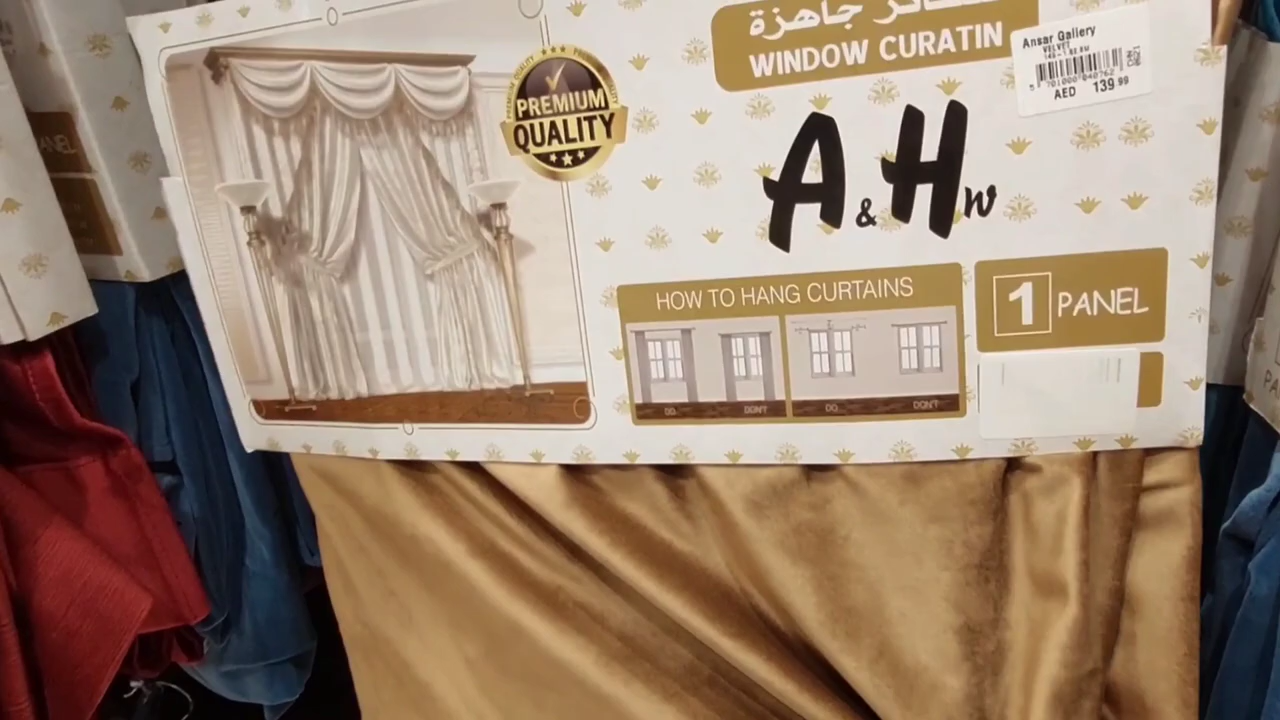 ستائر جاهزة
WINDOW CURATIN
Ansar Gallery
VELVET
AED 139.99
PREMIUM
QUALITY
A&Hw
HOW TO HANG CURTAINS
DO DON'T DO DON'T
1 PANEL